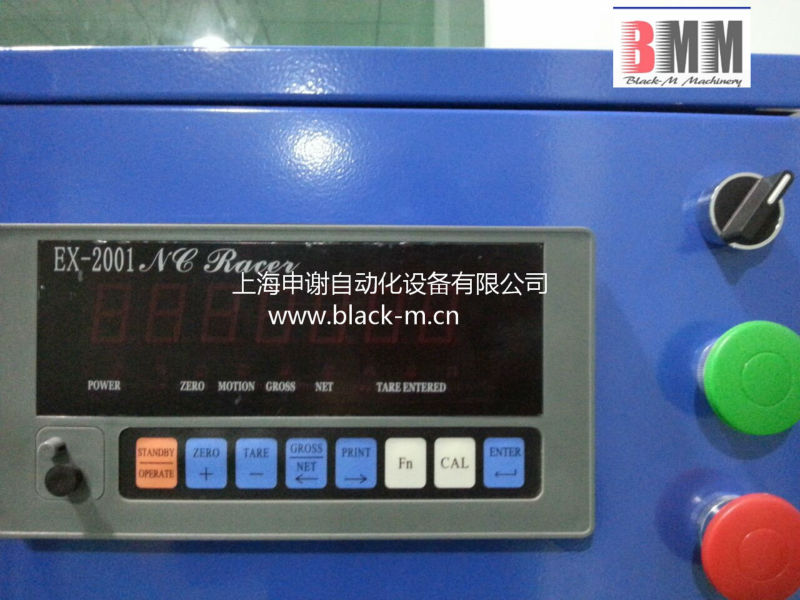 BMM
Black-M Machinery
EX-2001 NC Racer
上海申谢自动化设备有限公司
www.black-m.cn
POWER ZERO MOTION GROSS NET TARE ENTERED
STANDBY OPERATE
ZERO +
TARE −
GROSS NET ←
PRINT →
Fn
CAL
ENTER ↵